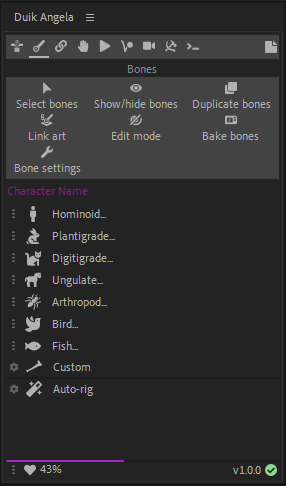 Duik Angela
Bones
Select bones Show/hide bones Duplicate bones
Link art Edit mode Bake bones
Bone settings
Character Name
Hominoid...
Plantigrade...
Digitigrade...
Ungulate...
Arthropod...
Bird...
Fish...
Custom
Auto-rig
43% v1.0.0